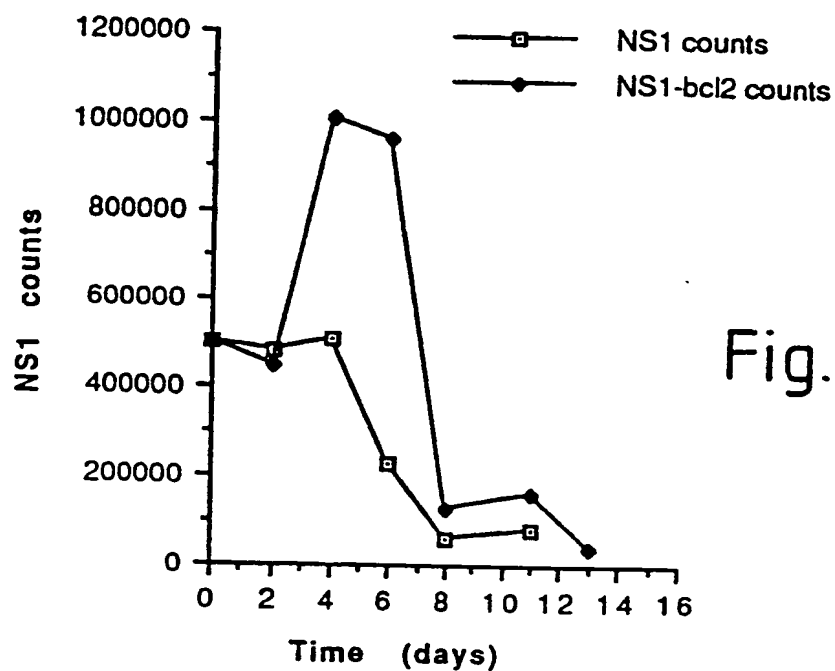 1200000
1000000
800000
600000
400000
200000
0
NS1 counts
NS1 counts
NS1-bcl2 counts
Fig.
0 2 4 6 8 10 12 14 16
Time (days)